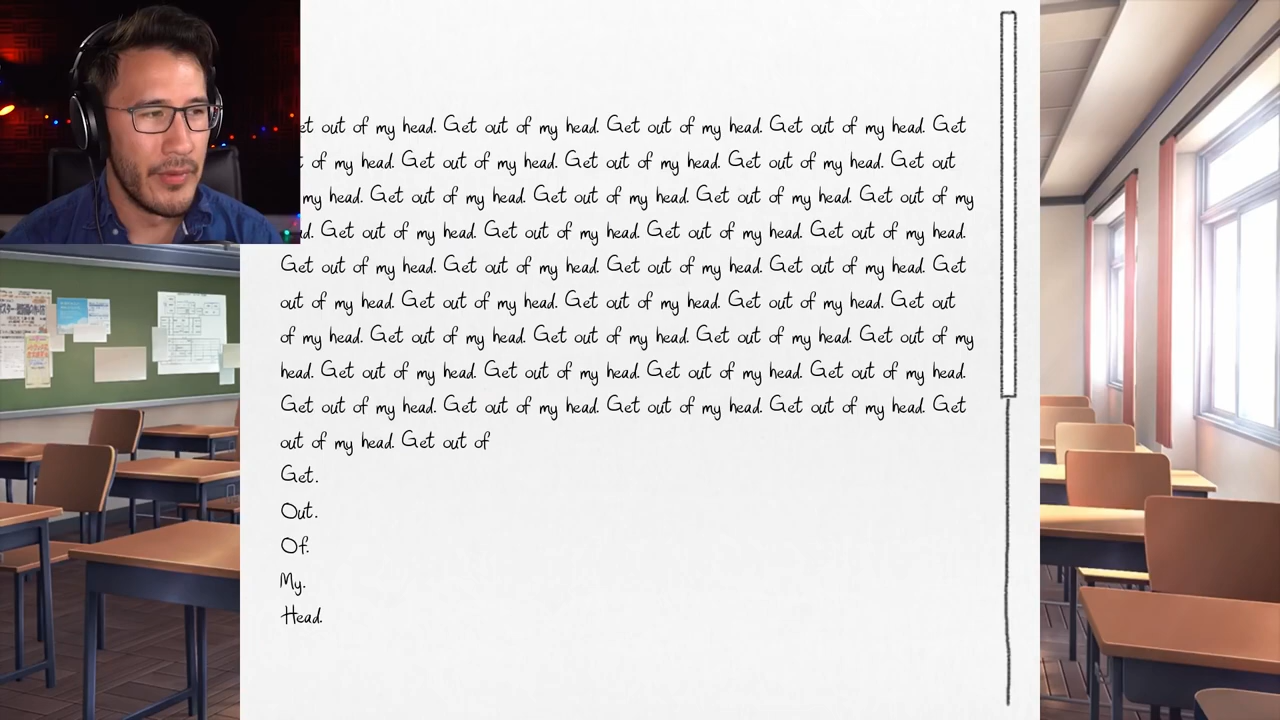 et out of my head. Get out of my head. Get out of my head. Get out of my head. Get
of my head. Get out of my head. Get out of my head. Get out of my head. Get out
my head. Get out of my head. Get out of my head. Get out of my head. Get out of my
Get out of my head. Get out of my head. Get out of my head. Get out of my head.
Get out of my head. Get out of my head. Get out of my head. Get out of my head. Get
out of my head. Get out of my head. Get out of my head. Get out of my head. Get out
of my head. Get out of my head. Get out of my head. Get out of my head. Get out of my
head. Get out of my head. Get out of my head. Get out of my head. Get out of my head.
Get out of my head. Get out of my head. Get out of my head. Get out of my head. Get
out of my head. Get out of
Get.
Out.
Of.
My.
Head.